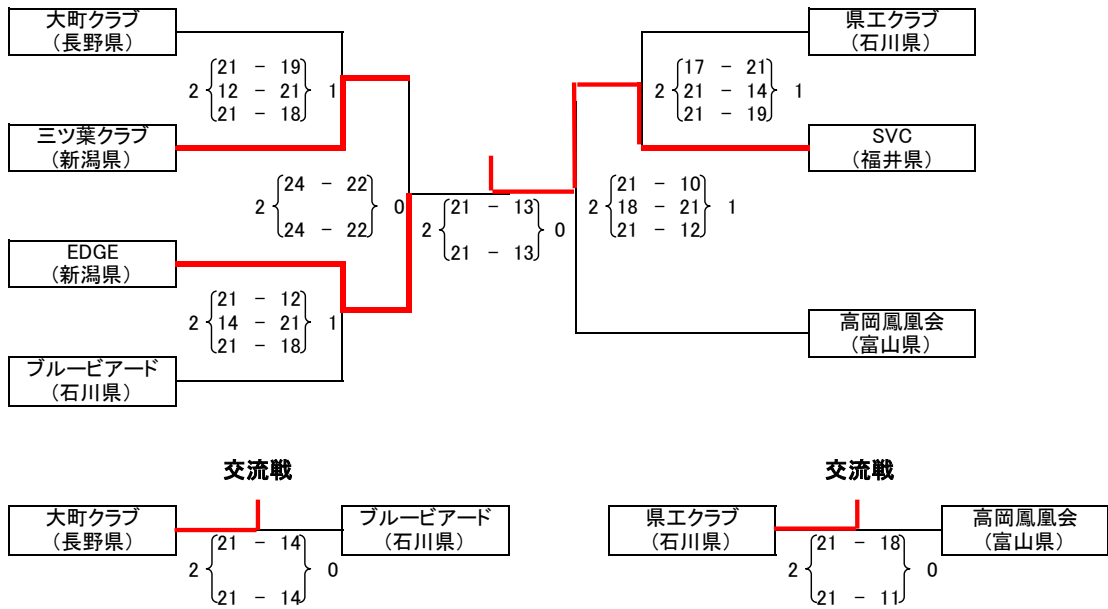 大町クラブ
（長野県）
2 21 － 19 1
12 － 21
21 － 18
三ツ葉クラブ
（新潟県）
2 24 － 22 0
24 － 22
EDGE
（新潟県）
2 21 － 12 1
14 － 21
21 － 18
ブルービアード
（石川県）
2 21 － 13 0
21 － 13
県工クラブ
（石川県）
2 17 － 21 1
21 － 14
21 － 19
SVC
（福井県）
2 21 － 10 1
18 － 21
21 － 12
高岡鳳凰会
（富山県）
交流戦
大町クラブ
（長野県）
2 21 － 14 0
21 － 14
ブルービアード
（石川県）
交流戦
県工クラブ
（石川県）
2 21 － 18 0
21 － 11
高岡鳳凰会
（富山県）